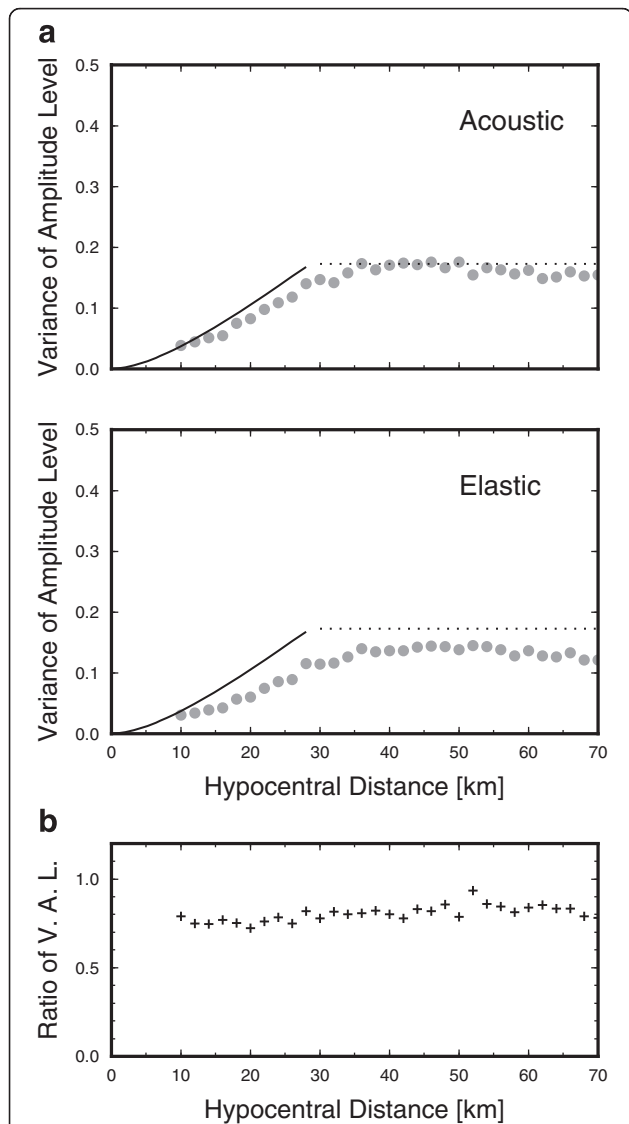 a
0.5
0.4
0.3
0.2
0.1
0.0
Variance of Amplitude Level
Acoustic
0.5
0.4
0.3
0.2
0.1
0.0
Variance of Amplitude Level
Elastic
0 10 20 30 40 50 60 70
Hypocentral Distance [km]
b
1.0
0.5
0.0
Ratio of V. A. L.
0 10 20 30 40 50 60 70
Hypocentral Distance [km]